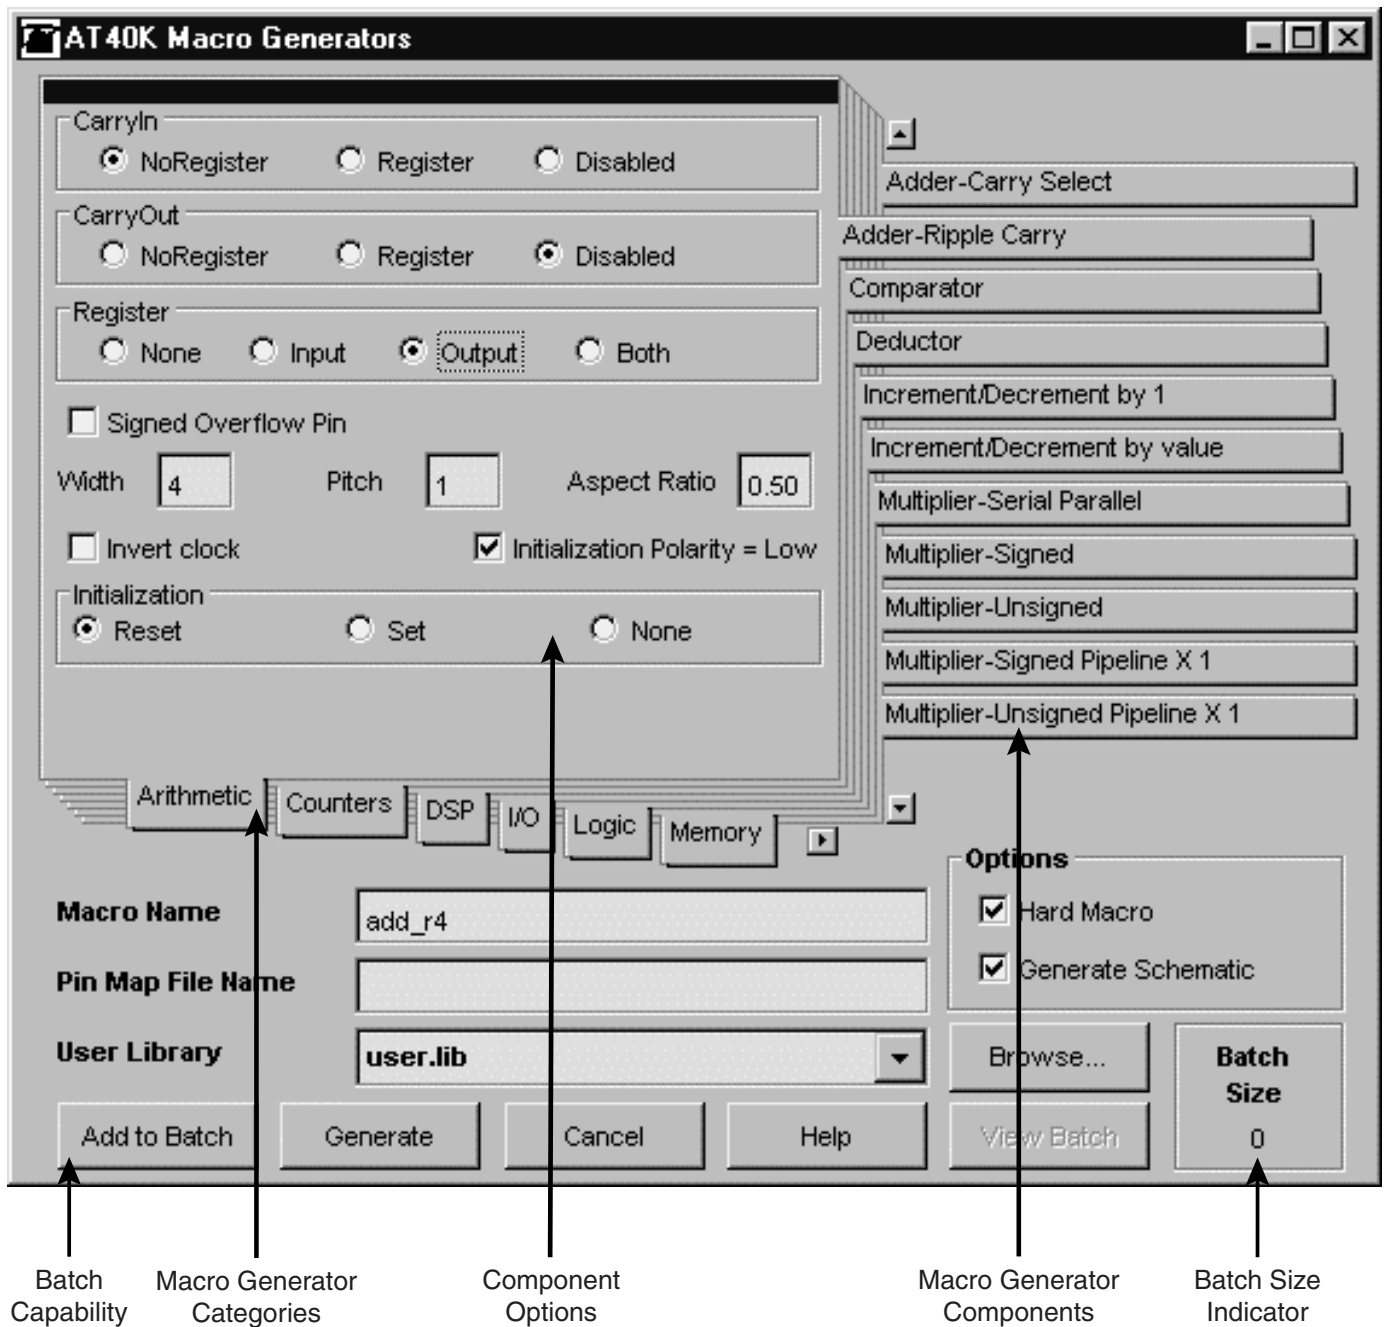 AT40K Macro Generators
CarryIn
NoRegister Register Disabled
CarryOut
NoRegister Register Disabled
Register
None Input Output Both
Signed Overflow Pin
Width 4 Pitch 1 Aspect Ratio 0.50
Invert clock Initialization Polarity = Low
Initialization
Reset Set None
Adder-Carry Select
Adder-Ripple Carry
Comparator
Deductor
Increment/Decrement by 1
Increment/Decrement by value
Multiplier-Serial Parallel
Multiplier-Signed
Multiplier-Unsigned
Multiplier-Signed Pipeline X 1
Multiplier-Unsigned Pipeline X 1
Arithmetic Counters DSP I/O Logic Memory
Macro Name add_r4
Pin Map File Name
User Library user.lib
Options
Hard Macro
Generate Schematic
Browse...
Batch
Size
0
Add to Batch Generate Cancel Help View Batch
Batch
Capability
Macro Generator
Categories
Component
Options
Macro Generator
Components
Batch Size
Indicator